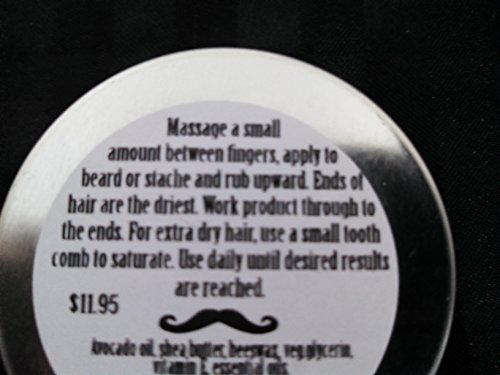 Massage a small
amount between fingers, apply to
beard or stache and rub upward. Ends of
hair are the driest. Work product through to
the ends. For extra dry hair, use a small tooth
comb to saturate. Use daily until desired results
are reached.
$11.95
Avocado oil, shea butter, beeswax, veg.glycerin,
vitamin E, essential oils.